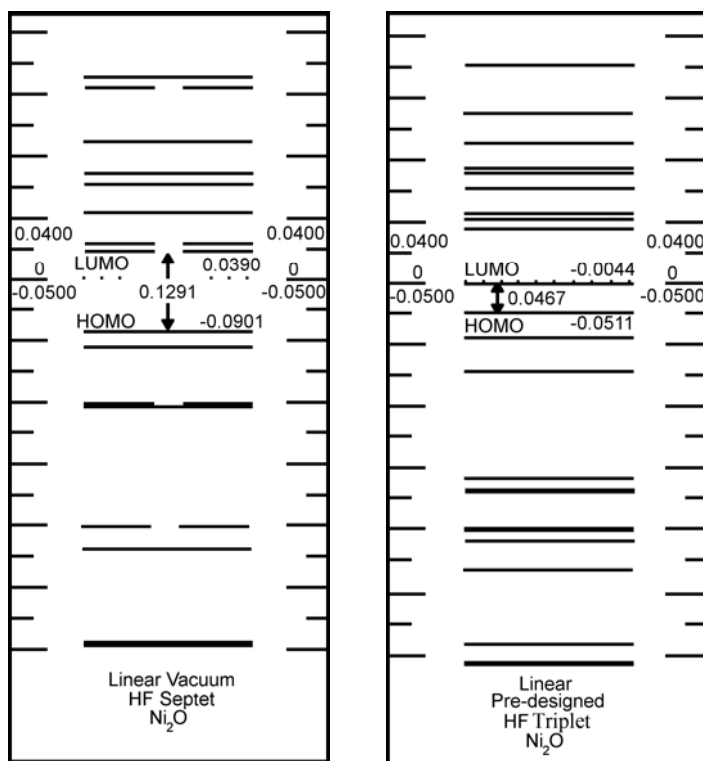 0.0400 0.0400
LUMO 0.0390
0 0
-0.0500 0.1291 -0.0500
HOMO -0.0901
Linear Vacuum
HF Septet
Ni₂O
0.0400 0.0400
LUMO -0.0044
0 0
-0.0500 0.0467 -0.0500
HOMO -0.0511
Linear
Pre-designed
HF Triplet
Ni₂O